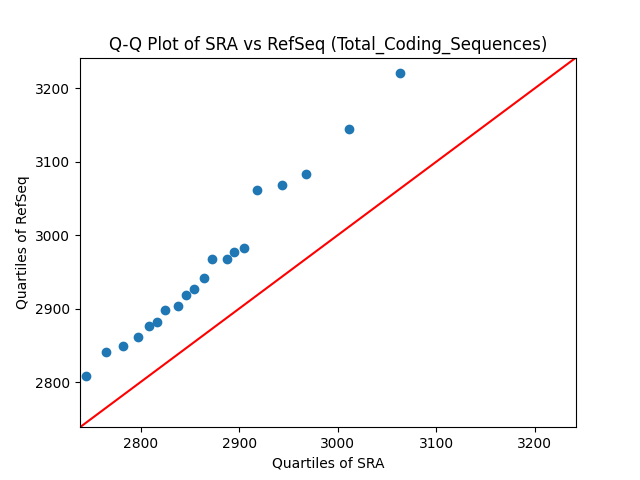 Q-Q Plot of SRA vs RefSeq (Total_Coding_Sequences)
3200
3100
3000
2900
2800
Quartiles of RefSeq
2800 2900 3000 3100 3200
Quartiles of SRA